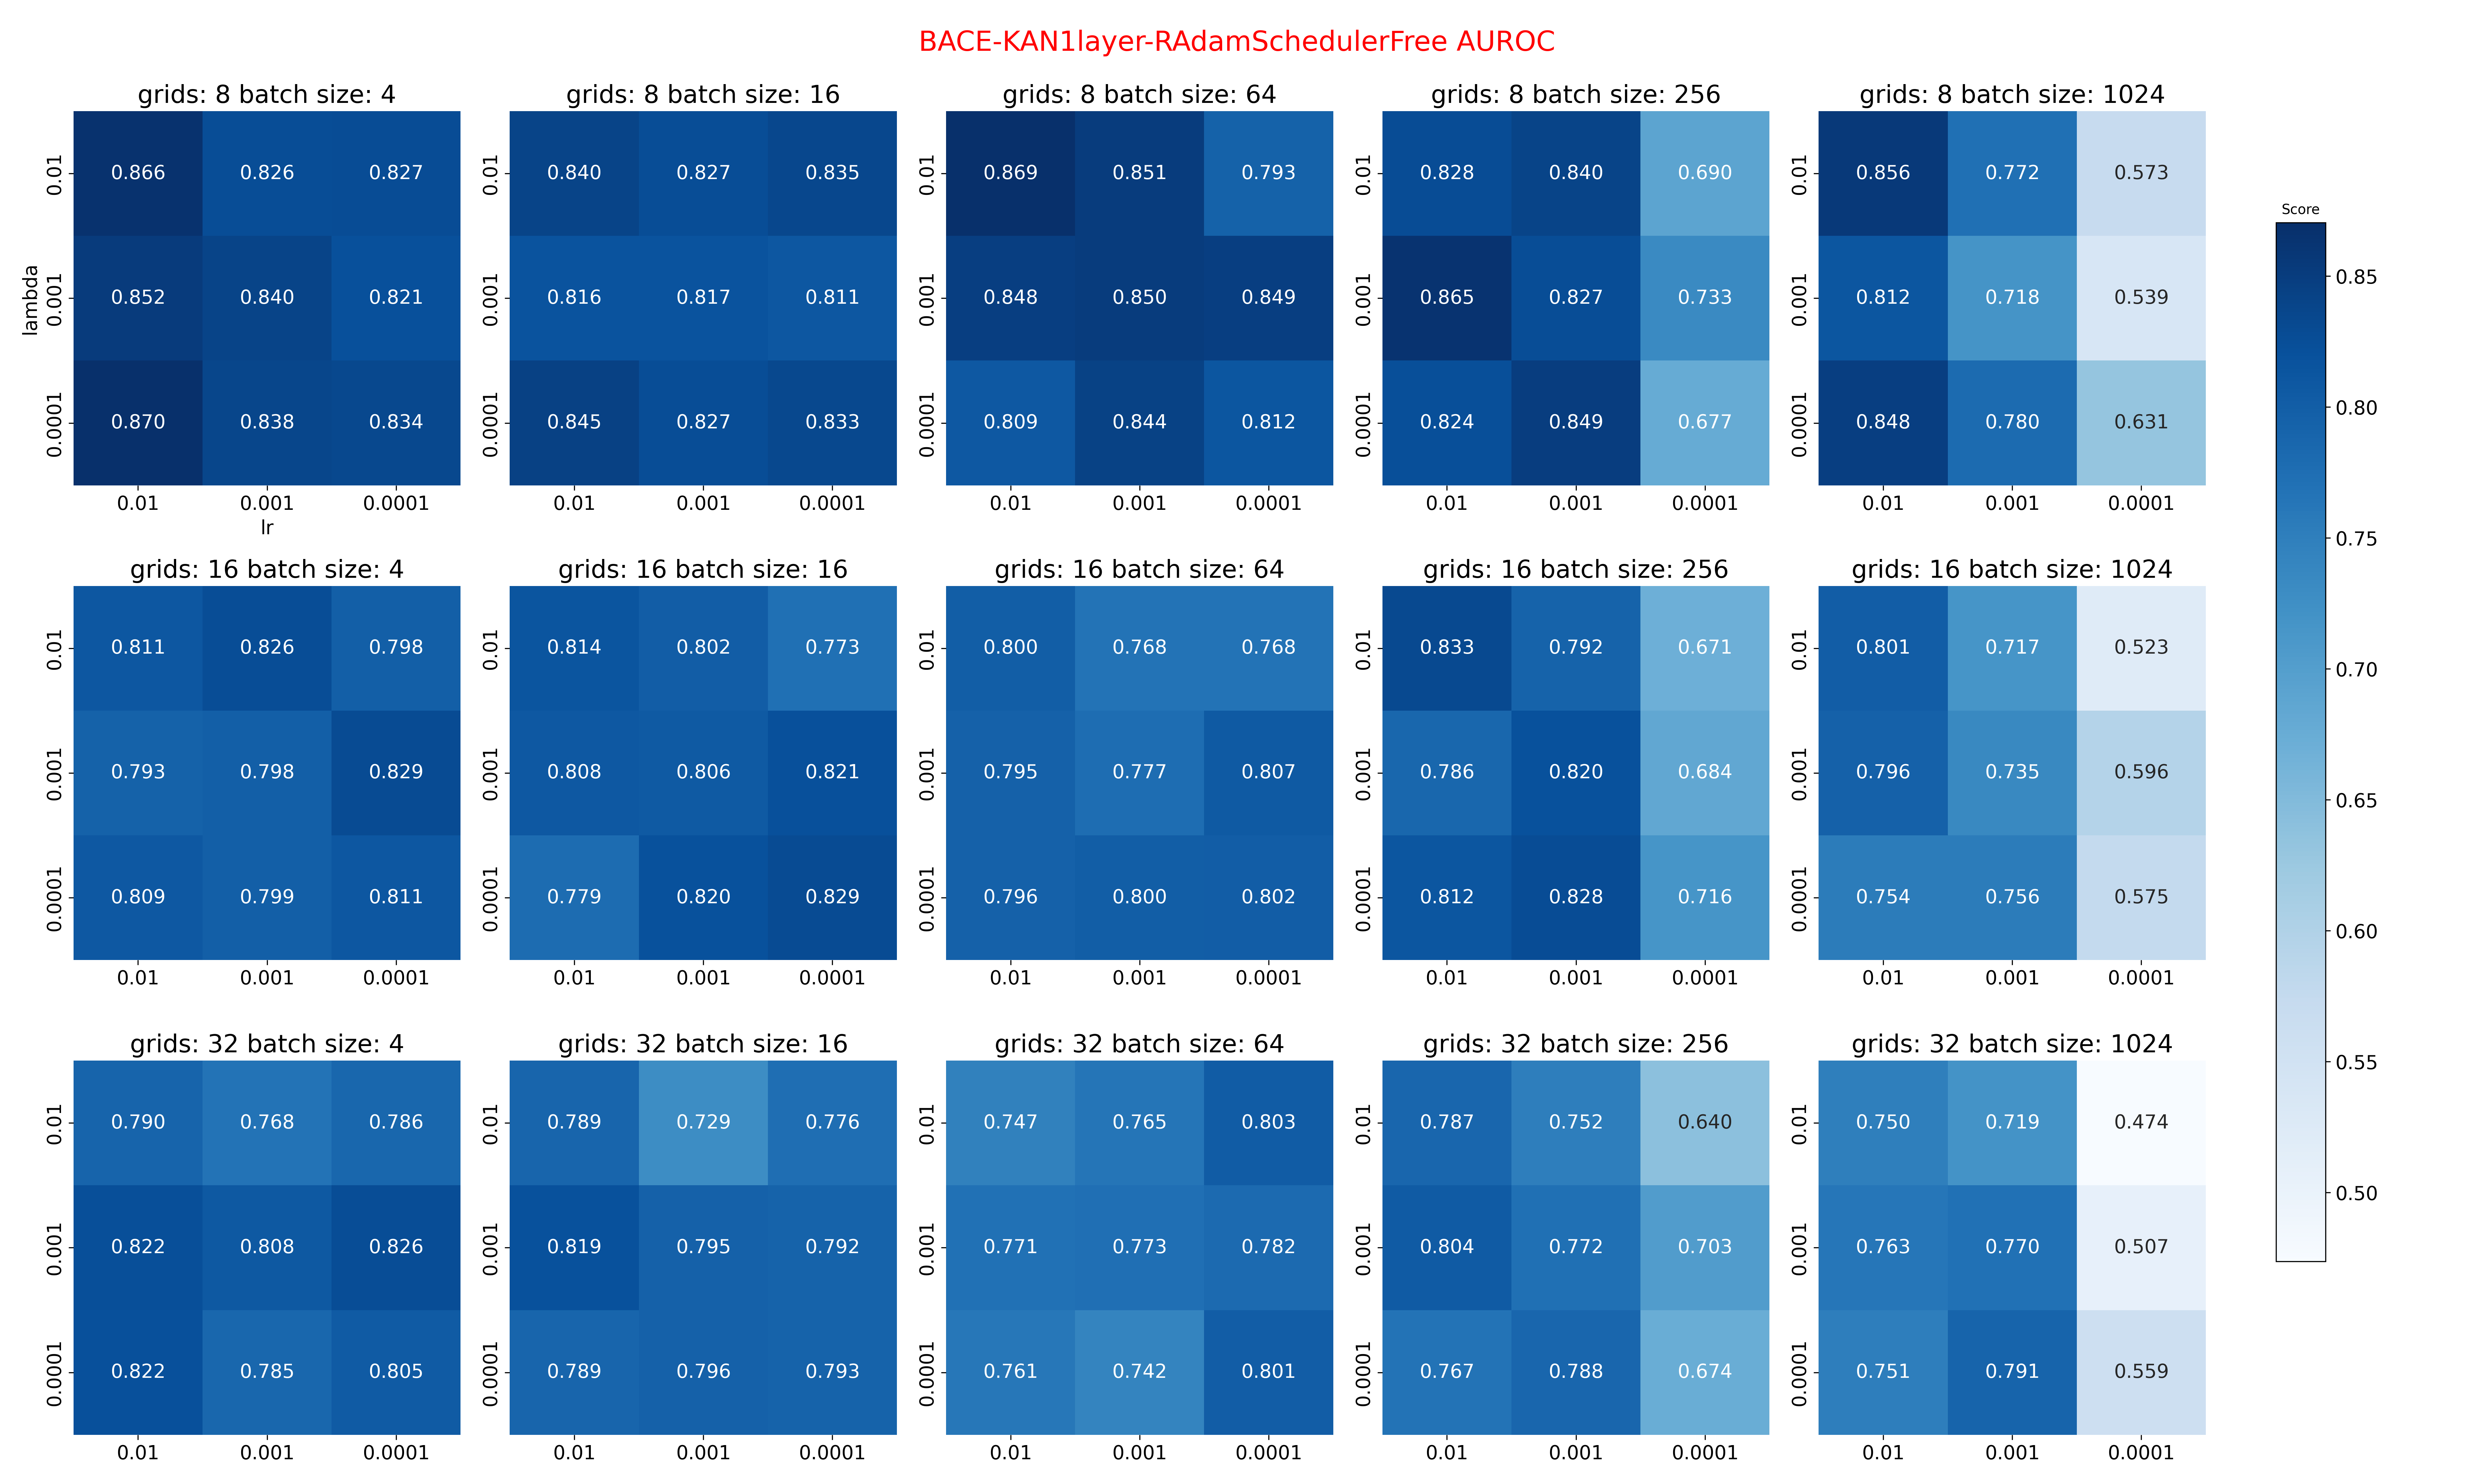 BACE-KAN1layer-RAdamSchedulerFree AUROC
grids: 8 batch size: 4
0.01 0.866 0.826 0.827
lambda
0.001 0.852 0.840 0.821
0.0001 0.870 0.838 0.834
0.01 0.001 0.0001
lr
grids: 8 batch size: 16
0.01 0.840 0.827 0.835
0.001 0.816 0.817 0.811
0.0001 0.845 0.827 0.833
0.01 0.001 0.0001
grids: 8 batch size: 64
0.01 0.869 0.851 0.793
0.001 0.848 0.850 0.849
0.0001 0.809 0.844 0.812
0.01 0.001 0.0001
grids: 8 batch size: 256
0.01 0.828 0.840 0.690
0.001 0.865 0.827 0.733
0.0001 0.824 0.849 0.677
0.01 0.001 0.0001
grids: 8 batch size: 1024
0.01 0.856 0.772 0.573
0.001 0.812 0.718 0.539
0.0001 0.848 0.780 0.631
0.01 0.001 0.0001
grids: 16 batch size: 4
0.01 0.811 0.826 0.798
0.001 0.793 0.798 0.829
0.0001 0.809 0.799 0.811
0.01 0.001 0.0001
grids: 16 batch size: 16
0.01 0.814 0.802 0.773
0.001 0.808 0.806 0.821
0.0001 0.779 0.820 0.829
0.01 0.001 0.0001
grids: 16 batch size: 64
0.01 0.800 0.768 0.768
0.001 0.795 0.777 0.807
0.0001 0.796 0.800 0.802
0.01 0.001 0.0001
grids: 16 batch size: 256
0.01 0.833 0.792 0.671
0.001 0.786 0.820 0.684
0.0001 0.812 0.828 0.716
0.01 0.001 0.0001
grids: 16 batch size: 1024
0.01 0.801 0.717 0.523
0.001 0.796 0.735 0.596
0.0001 0.754 0.756 0.575
0.01 0.001 0.0001
grids: 32 batch size: 4
0.01 0.790 0.768 0.786
0.001 0.822 0.808 0.826
0.0001 0.822 0.785 0.805
0.01 0.001 0.0001
grids: 32 batch size: 16
0.01 0.789 0.729 0.776
0.001 0.819 0.795 0.792
0.0001 0.789 0.796 0.793
0.01 0.001 0.0001
grids: 32 batch size: 64
0.01 0.747 0.765 0.803
0.001 0.771 0.773 0.782
0.0001 0.761 0.742 0.801
0.01 0.001 0.0001
grids: 32 batch size: 256
0.01 0.787 0.752 0.640
0.001 0.804 0.772 0.703
0.0001 0.767 0.788 0.674
0.01 0.001 0.0001
grids: 32 batch size: 1024
0.01 0.750 0.719 0.474
0.001 0.763 0.770 0.507
0.0001 0.751 0.791 0.559
0.01 0.001 0.0001
Score
0.85
0.80
0.75
0.70
0.65
0.60
0.55
0.50